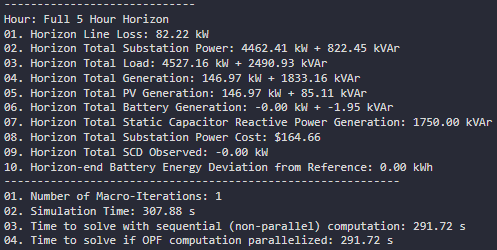 -----------------------------
Hour: Full 5 Hour Horizon
01. Horizon Line Loss: 82.22 kW
02. Horizon Total Substation Power: 4462.41 kW + 822.45 kVAr
03. Horizon Total Load: 4527.16 kW + 2490.93 kVAr
04. Horizon Total Generation: 146.97 kW + 1833.16 kVAr
05. Horizon Total PV Generation: 146.97 kW + 85.11 kVAr
06. Horizon Total Battery Generation: -0.00 kW + -1.95 kVAr
07. Horizon Total Static Capacitor Reactive Power Generation: 1750.00 kVAr
08. Horizon Total Substation Power Cost: $164.66
09. Horizon Total SCD Observed: -0.00 kW
10. Horizon-end Battery Energy Deviation from Reference: 0.00 kWh
------------------------------------------------------------
01. Number of Macro-Iterations: 1
02. Simulation Time: 307.88 s
03. Time to solve with sequential (non-parallel) computation: 291.72 s
04. Time to solve if OPF computation parallelized: 291.72 s